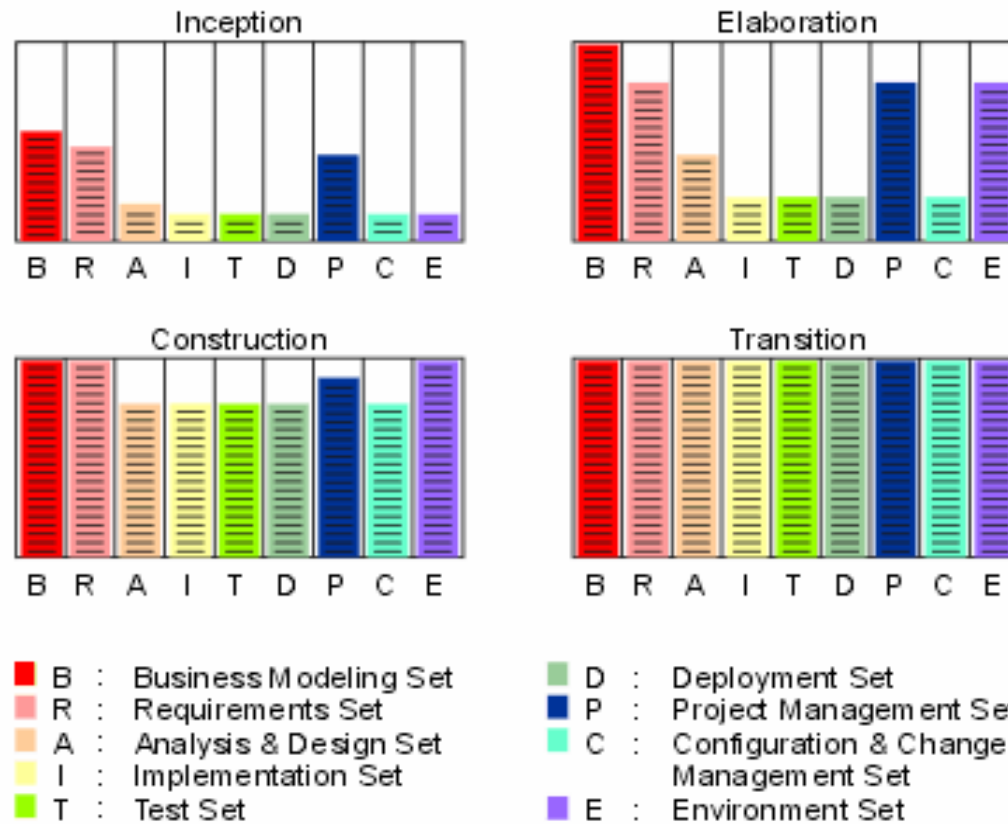 Inception
Elaboration
B R A I T D P C E
B R A I T D P C E
Construction
Transition
B R A I T D P C E
B R A I T D P C E
B : Business Modeling Set
R : Requirements Set
A : Analysis & Design Set
I : Implementation Set
T : Test Set
D : Deployment Set
P : Project Management Se
C : Configuration & Change
Management Set
E : Environment Set